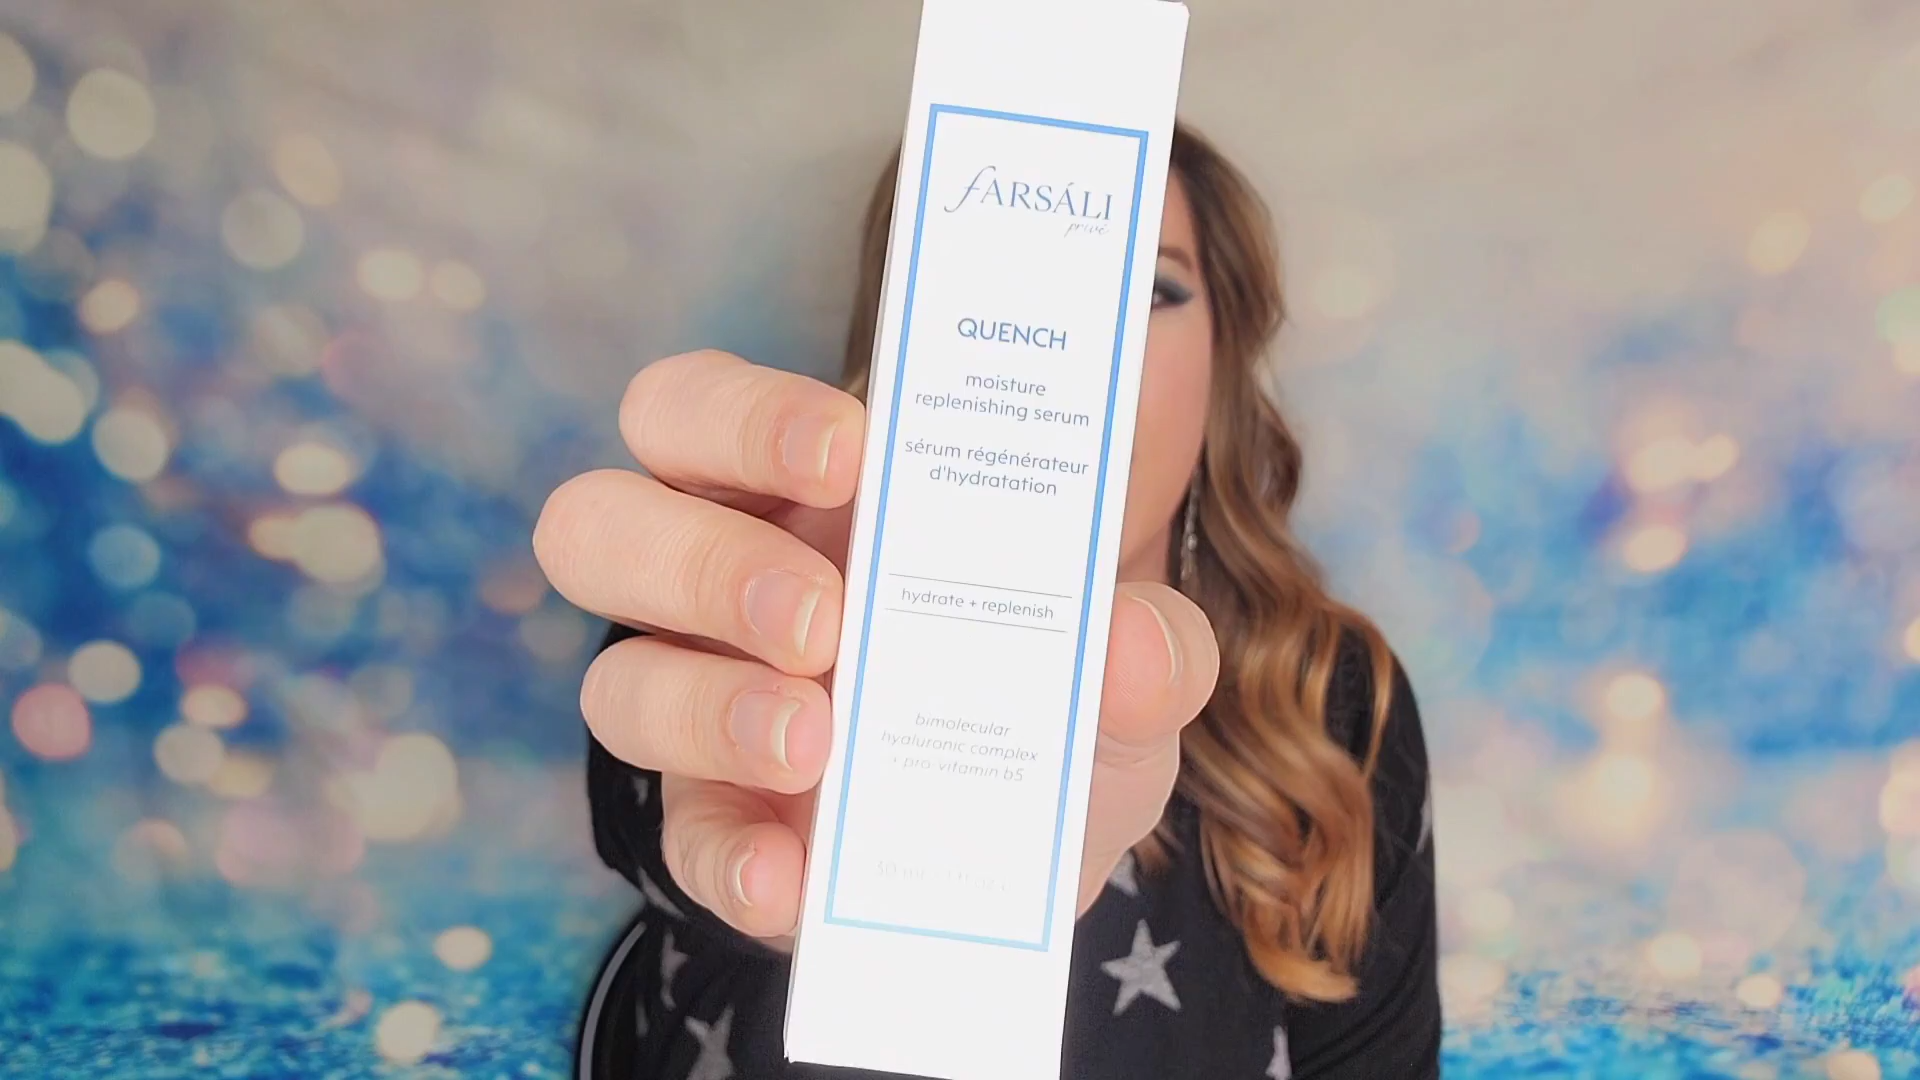 fARSÁLI
privé
QUENCH
moisture
replenishing serum
sérum régénérateur
d'hydratation
hydrate + replenish
bimolecular
hyaluronic complex
+ pro-vitamin b5